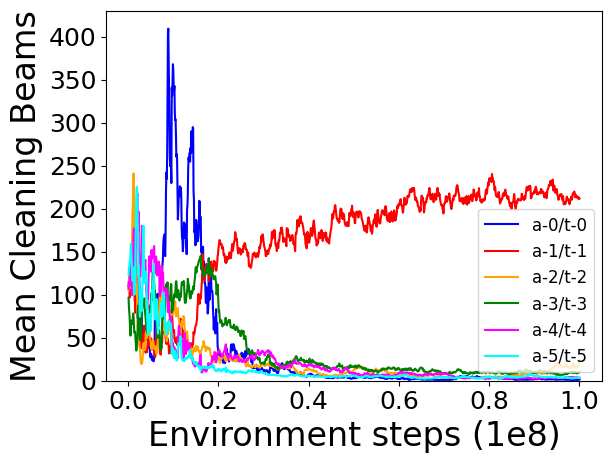 Mean Cleaning Beams
400
350
300
250
200
150
100
50
0
0.0 0.2 0.4 0.6 0.8 1.0
Environment steps (1e8)
a-0/t-0
a-1/t-1
a-2/t-2
a-3/t-3
a-4/t-4
a-5/t-5